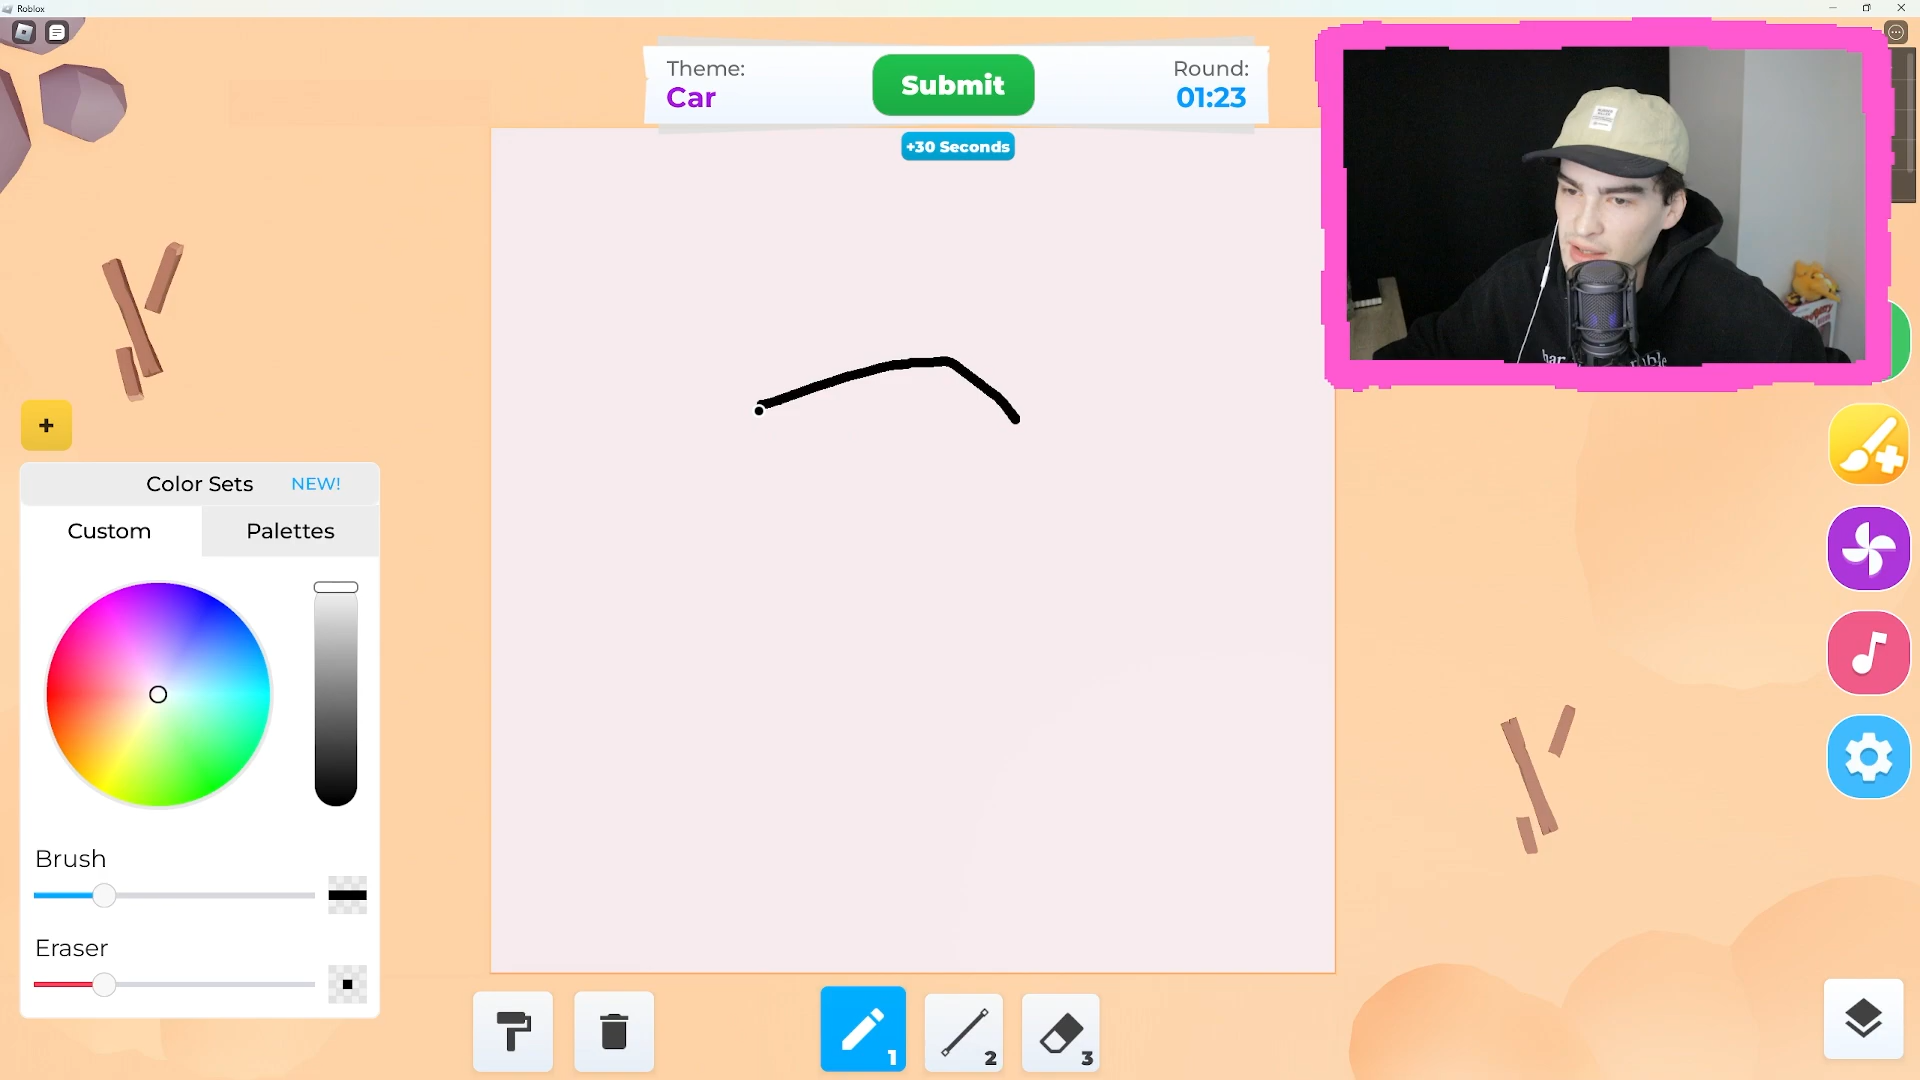 Roblox
Theme:
Car
Submit
Round:
01:23
+30 Seconds
+
Color Sets
NEW!
Custom
Palettes
Brush
Eraser
1
2
3